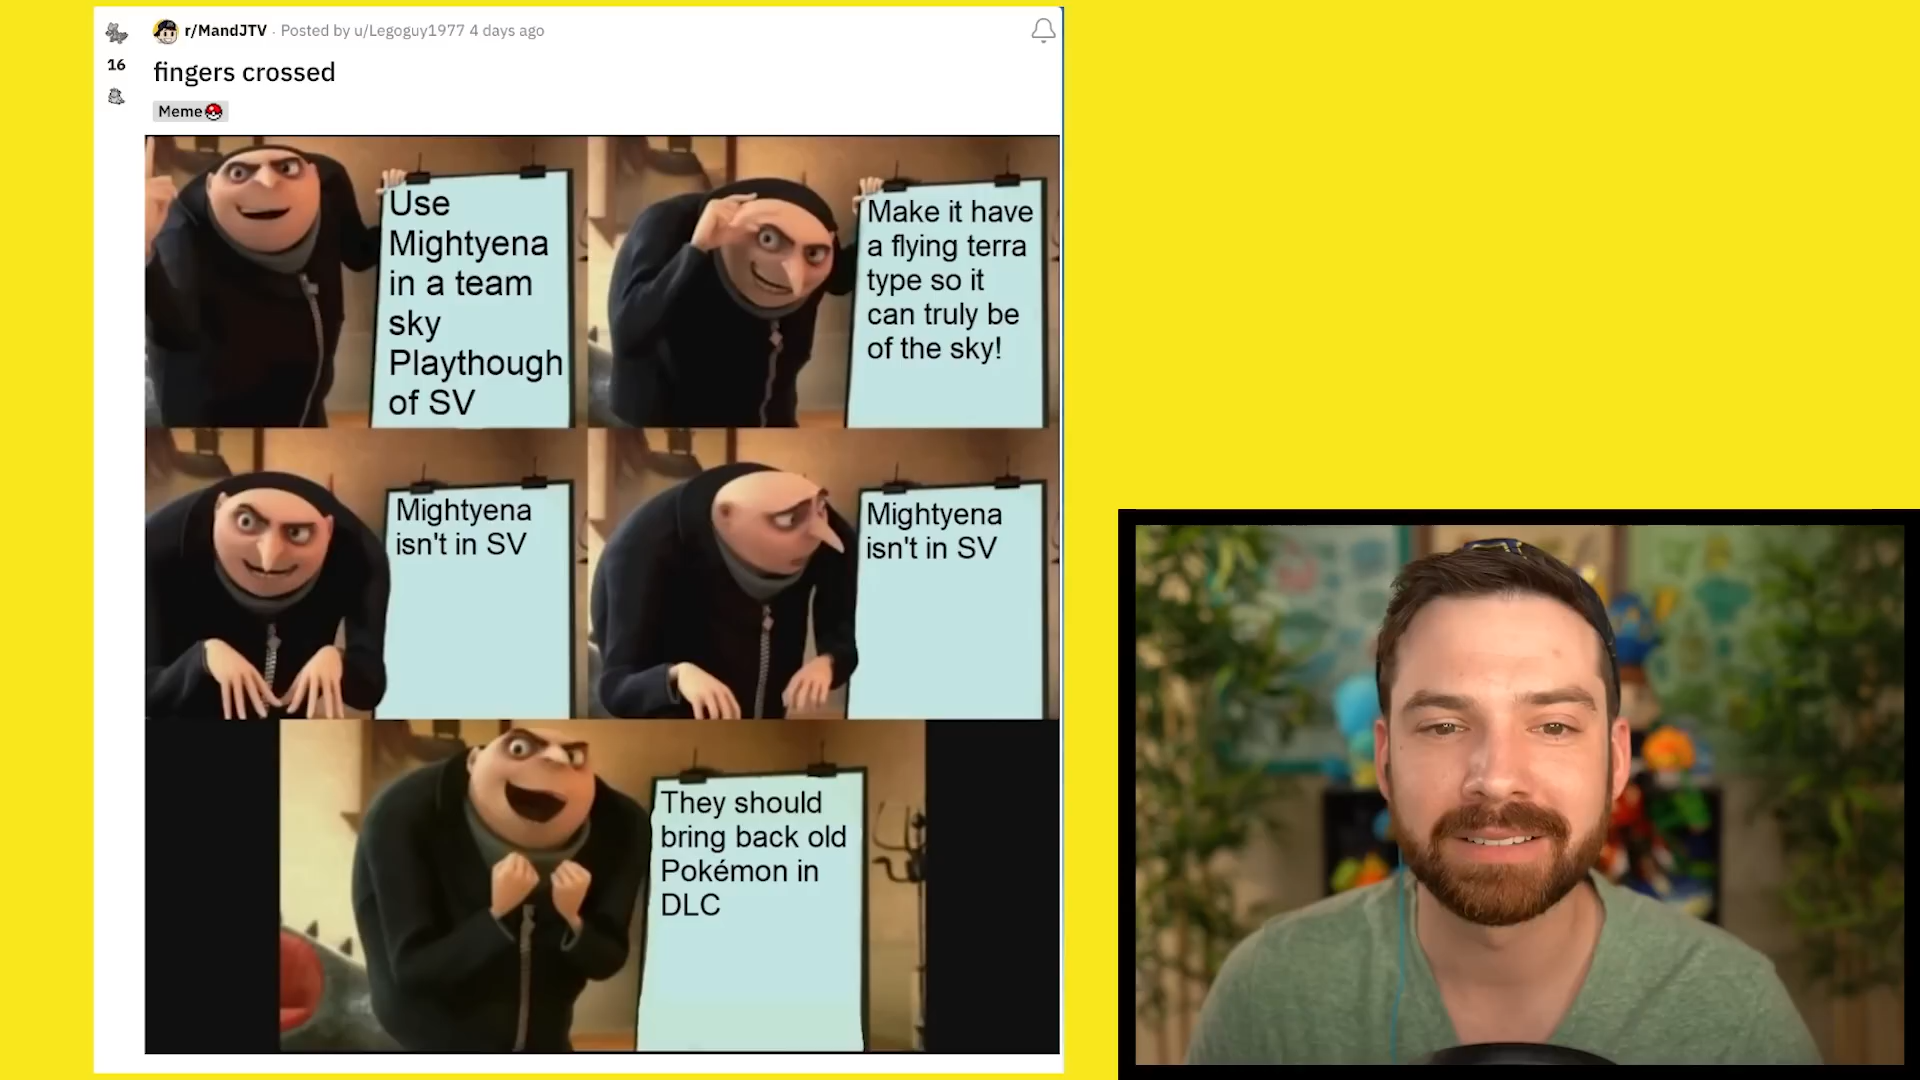 r/MandJTV · Posted by u/Legoguy1977 4 days ago
16
fingers crossed
Meme
Use
Mightyena
in a team
sky
Playthough
of SV
Make it have
a flying terra
type so it
can truly be
of the sky!
Mightyena
isn't in SV
Mightyena
isn't in SV
They should
bring back old
Pokémon in
DLC